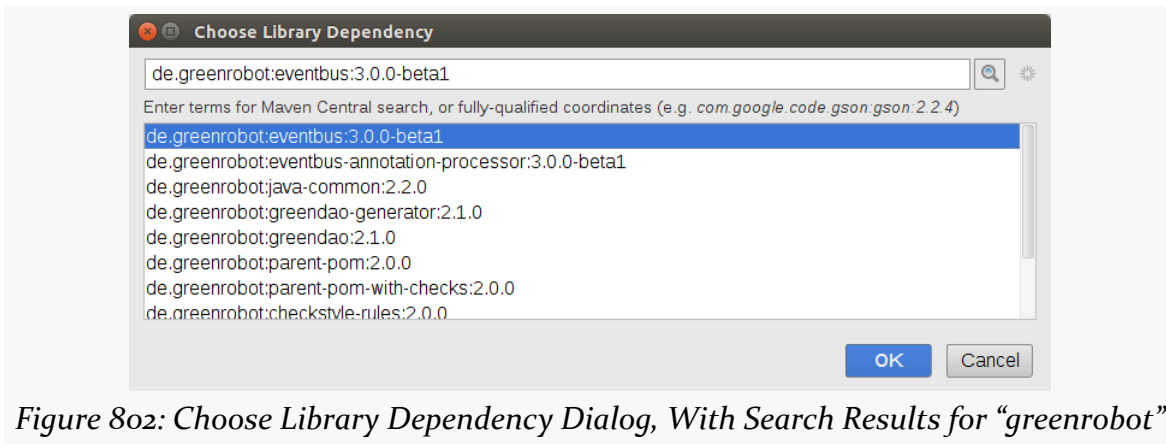 Choose Library Dependency
de.greenrobot:eventbus:3.0.0-beta1
Enter terms for Maven Central search, or fully-qualified coordinates (e.g. com.google.code.gson:gson:2.2.4)
de.greenrobot:eventbus:3.0.0-beta1
de.greenrobot:eventbus-annotation-processor:3.0.0-beta1
de.greenrobot:java-common:2.2.0
de.greenrobot:greendao-generator:2.1.0
de.greenrobot:greendao:2.1.0
de.greenrobot:parent-pom:2.0.0
de.greenrobot:parent-pom-with-checks:2.0.0
de.greenrobot:checkstyle-rules:2.0.0
OK Cancel
Figure 802: Choose Library Dependency Dialog, With Search Results for “greenrobot”